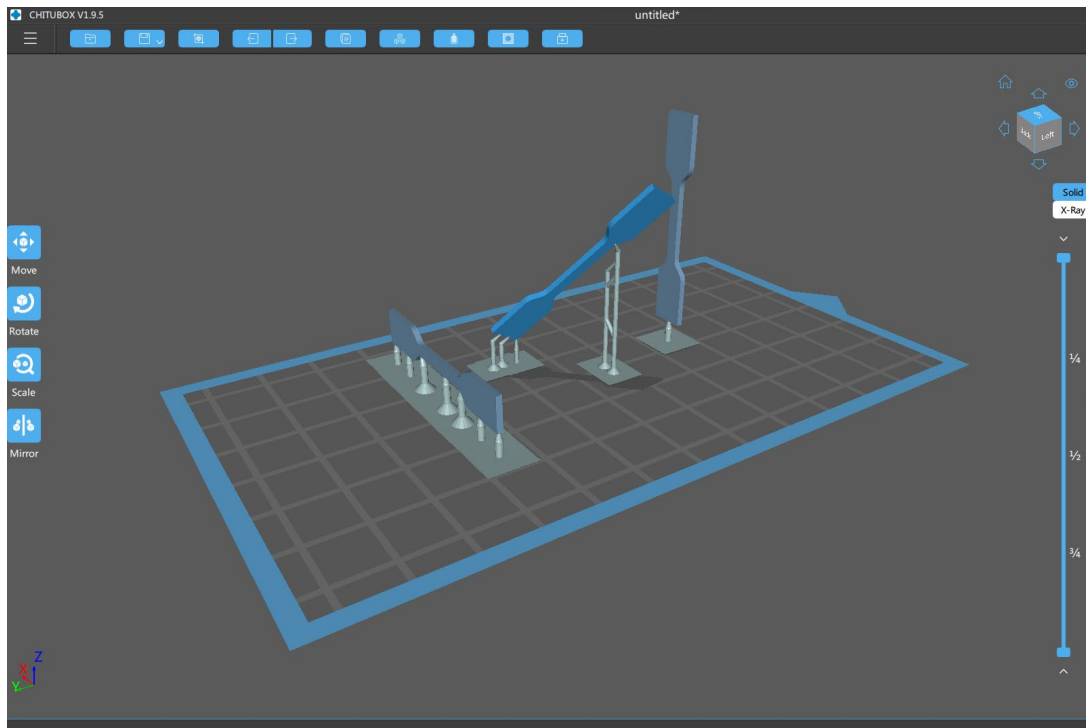 CHITUBOX V1.9.5
untitled*
Left
Solid
X-Ray
Move
Rotate
Scale
Mirror
¼
½
¾
Z
X
Y